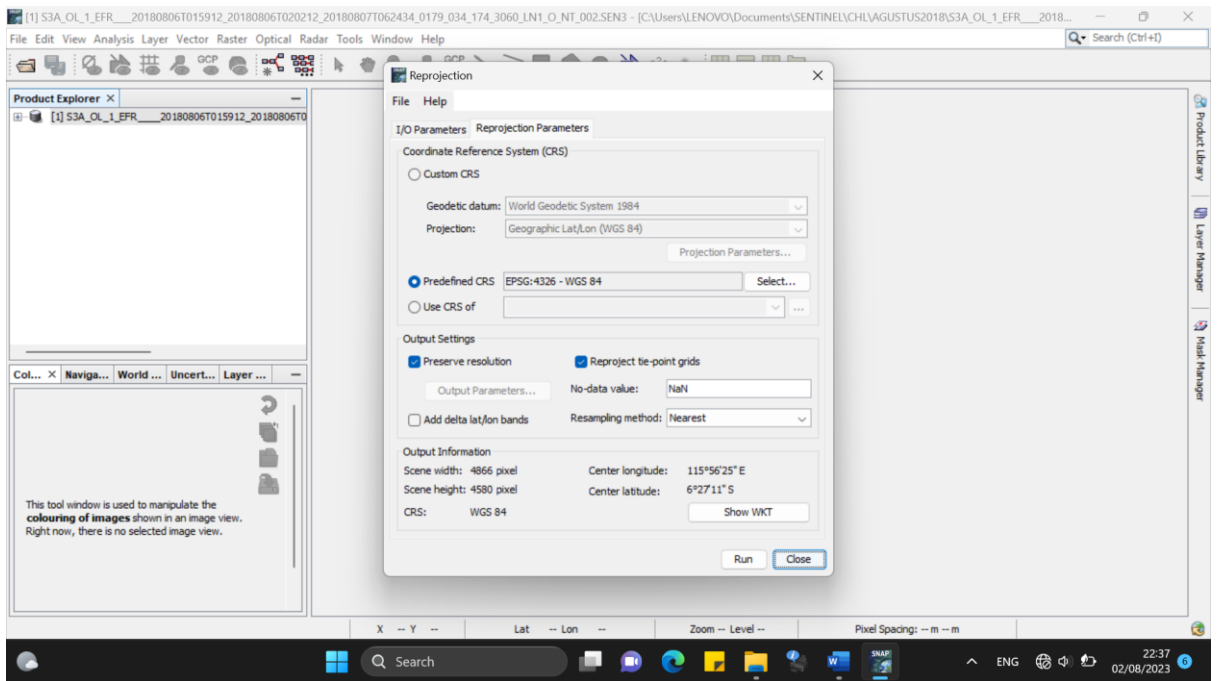 [1] S3A_OL_1_EFR___20180806T015912_20180806T020212_20180807T062434_0179_034_174_3060_LN1_O_NT_002.SEN3 - [C:\Users\LENOVO\Documents\SENTINEL\CHL\AGUSTUS2018\S3A_OL_1_EFR___2018...
File Edit View Analysis Layer Vector Raster Optical Radar Tools Window Help
Search (Ctrl+I)
GCP
Product Explorer
[1] S3A_OL_1_EFR____20180806T015912_20180806T0
Reprojection
File Help
I/O Parameters Reprojection Parameters
Coordinate Reference System (CRS)
Custom CRS
Geodetic datum: World Geodetic System 1984
Projection: Geographic Lat/Lon (WGS 84)
Projection Parameters...
Predefined CRS EPSG:4326 - WGS 84 Select...
Use CRS of ...
Output Settings
Preserve resolution Reproject tie-point grids
Output Parameters... No-data value: NaN
Add delta lat/lon bands Resampling method: Nearest
Output Information
Scene width: 4866 pixel Center longitude: 115°56'25" E
Scene height: 4580 pixel Center latitude: 6°27'11" S
CRS: WGS 84 Show WKT
Run Close
Product Library
Layer Manager
Mask Manager
Col... Naviga... World ... Uncert... Layer ...
This tool window is used to manipulate the
colouring of images shown in an image view.
Right now, there is no selected image view.
X -- Y -- Lat -- Lon -- Zoom -- Level -- Pixel Spacing: -- m -- m
Search
SNAP
ENG
22:37
02/08/2023
6